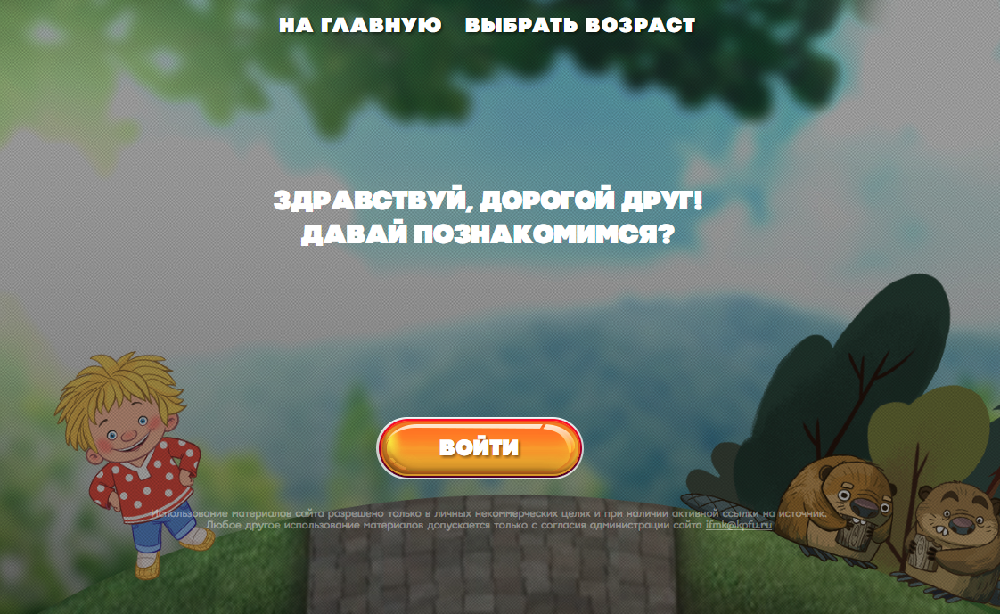 НА ГЛАВНУЮ ВЫБРАТЬ ВОЗРАСТ
ЗДРАВСТВУЙ, ДОРОГОЙ ДРУГ!
ДАВАЙ ПОЗНАКОМИМСЯ?
ВОЙТИ
Использование материалов сайта разрешено только в личных некоммерческих целях и при наличии активной ссылки на источник.
Любое другое использование материалов допускается только с согласия администрации сайта ifmk@kpfu.ru